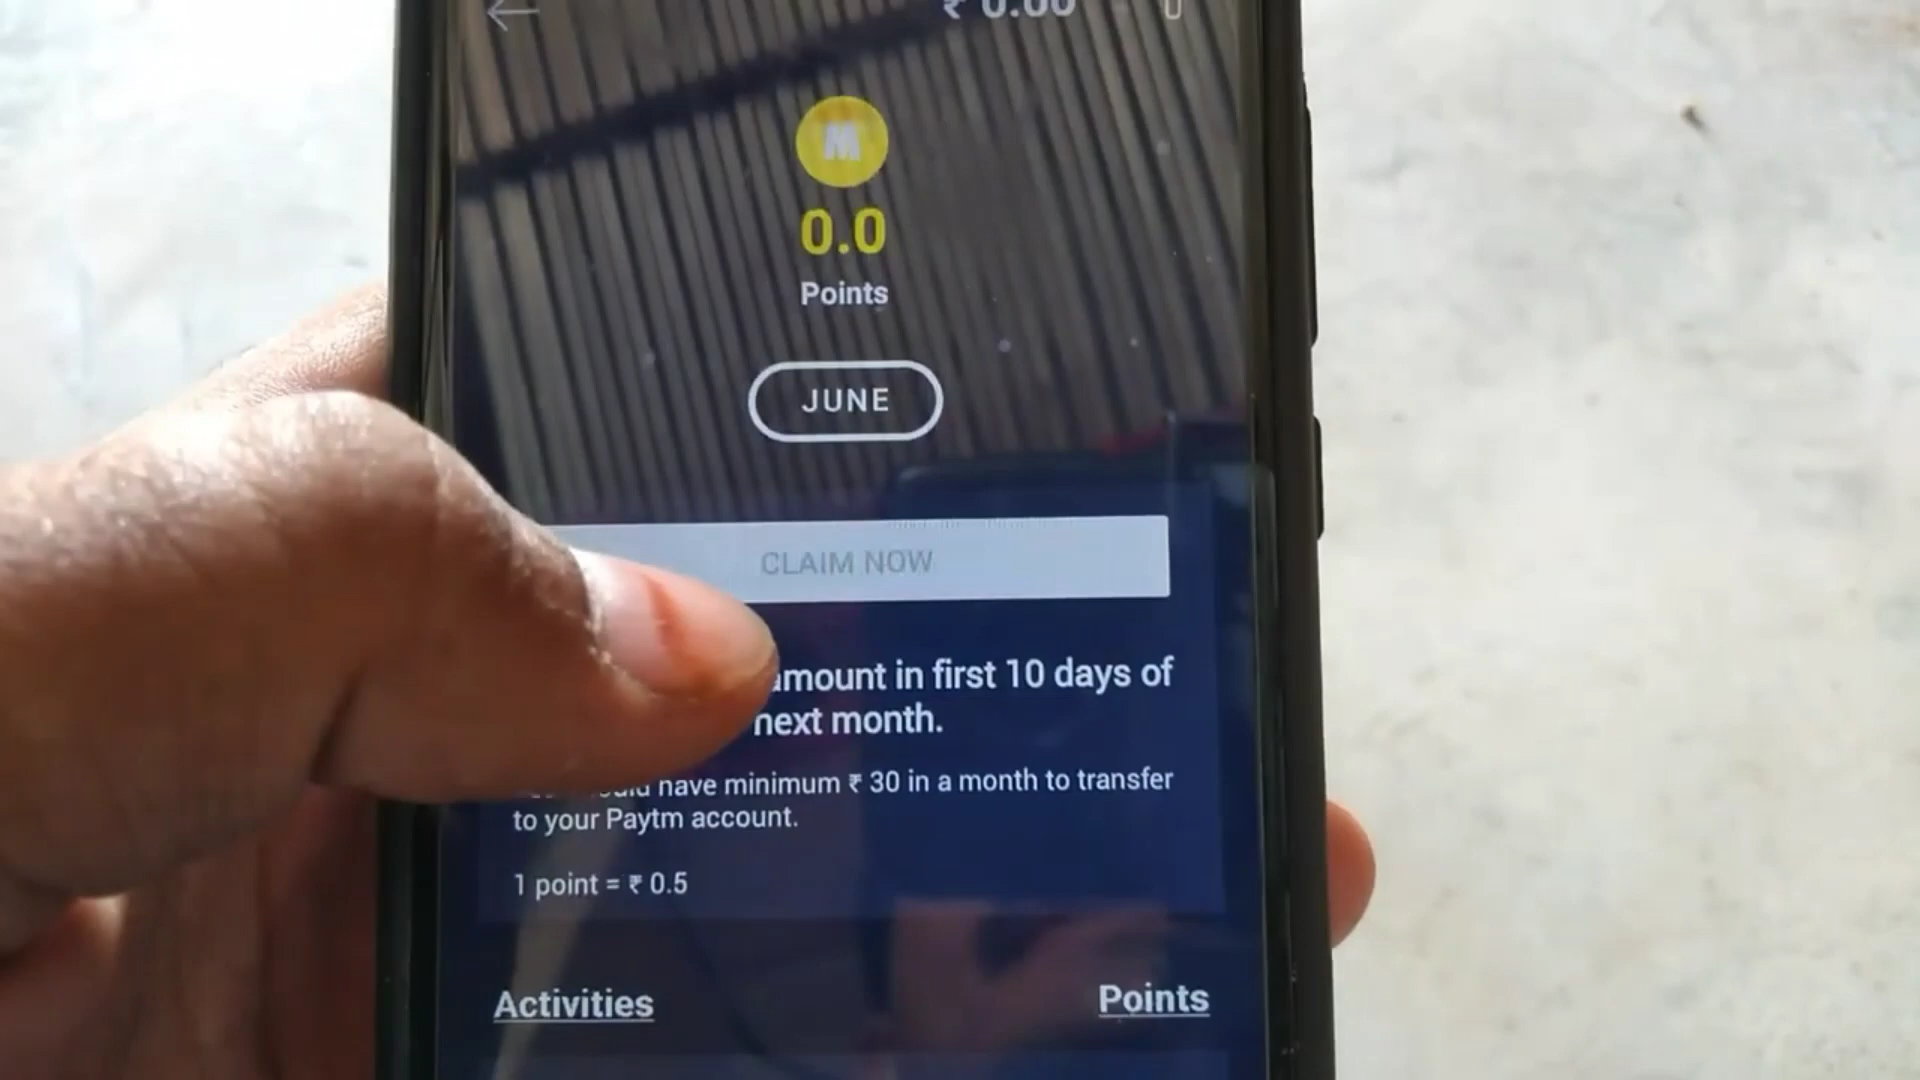 ₹ 0.00
M
0.0
Points
JUNE
CLAIM NOW
amount in first 10 days of
next month.
have minimum ₹ 30 in a month to transfer
to your Paytm account.
1 point = ₹ 0.5
Activities
Points